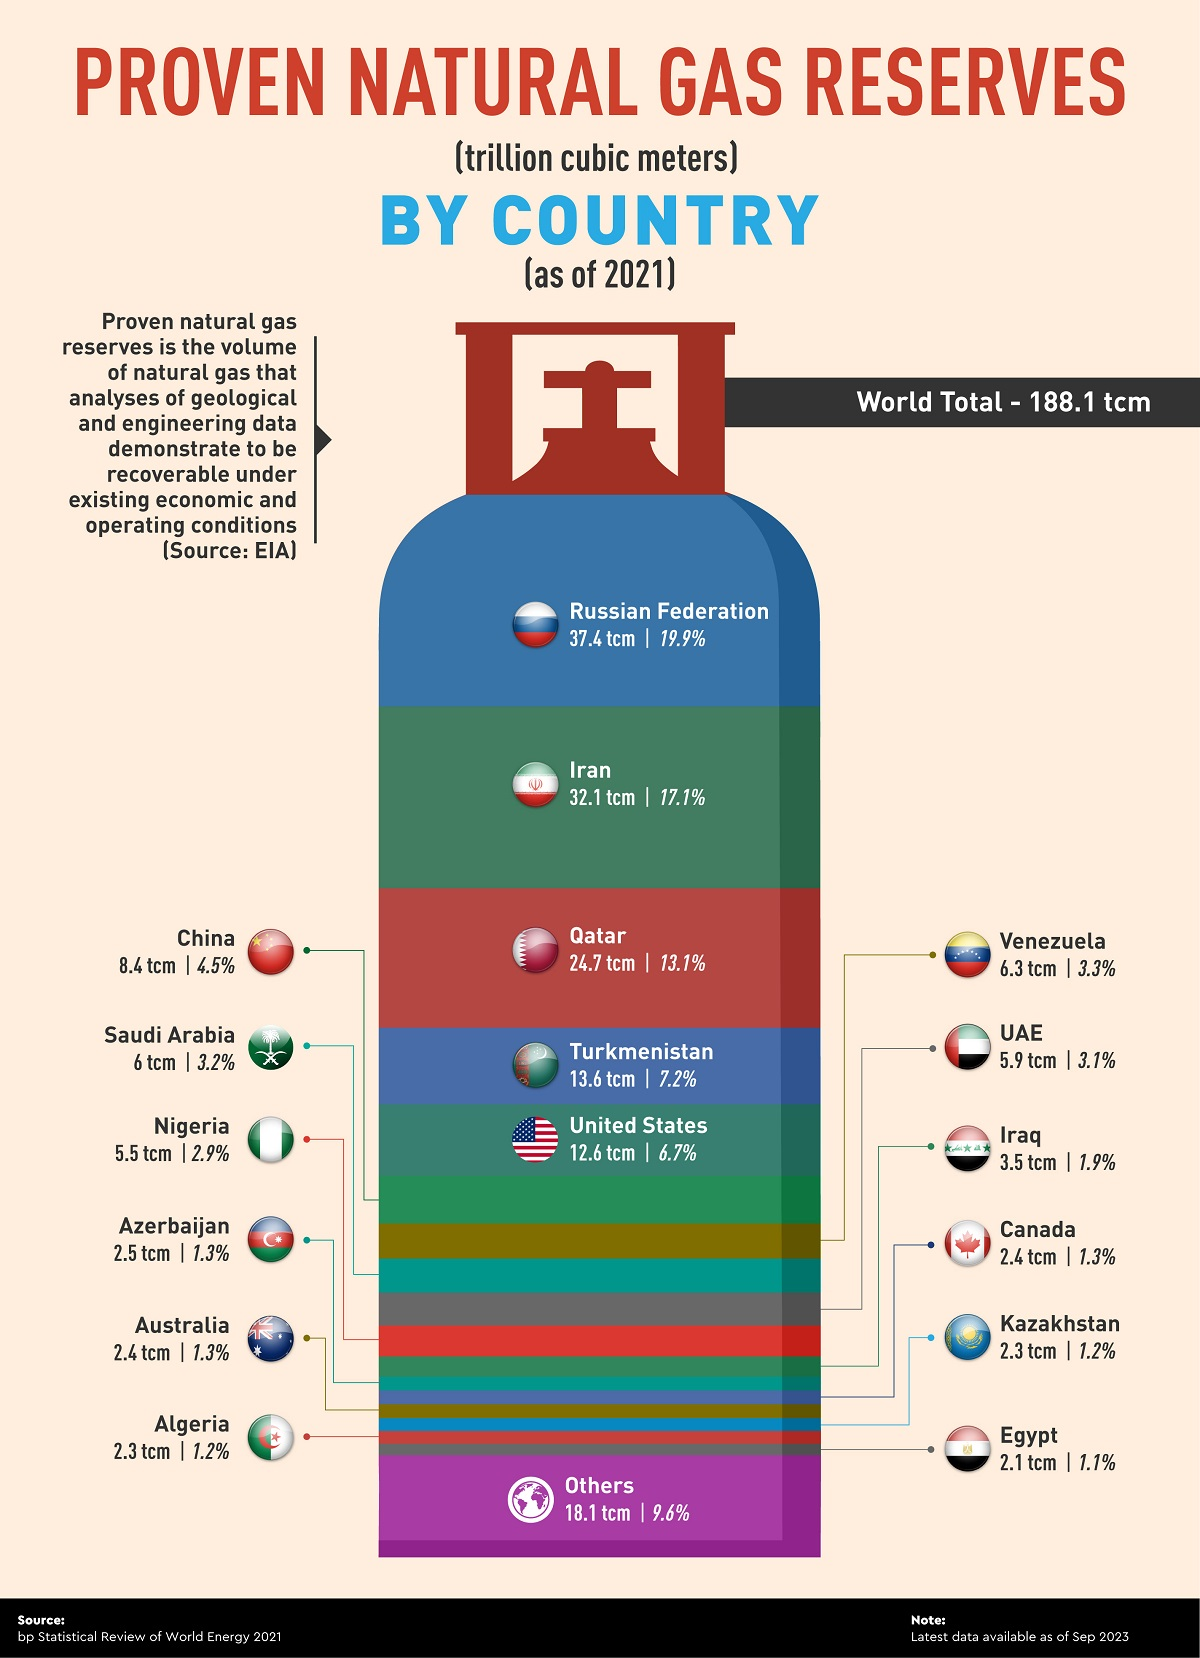 PROVEN NATURAL GAS RESERVES
(trillion cubic meters)
BY COUNTRY
(as of 2021)
Proven natural gas
reserves is the volume
of natural gas that
analyses of geological
and engineering data
demonstrate to be
recoverable under
existing economic and
operating conditions
(Source: EIA)
World Total - 188.1 tcm
Russian Federation
37.4 tcm | 19.9%
Iran
32.1 tcm | 17.1%
Qatar
24.7 tcm | 13.1%
Turkmenistan
13.6 tcm | 7.2%
United States
12.6 tcm | 6.7%
China
8.4 tcm | 4.5%
Saudi Arabia
6 tcm | 3.2%
Nigeria
5.5 tcm | 2.9%
Azerbaijan
2.5 tcm | 1.3%
Australia
2.4 tcm | 1.3%
Algeria
2.3 tcm | 1.2%
Venezuela
6.3 tcm | 3.3%
UAE
5.9 tcm | 3.1%
Iraq
3.5 tcm | 1.9%
Canada
2.4 tcm | 1.3%
Kazakhstan
2.3 tcm | 1.2%
Egypt
2.1 tcm | 1.1%
Others
18.1 tcm | 9.6%
Source:
bp Statistical Review of World Energy 2021
Note:
Latest data available as of Sep 2023